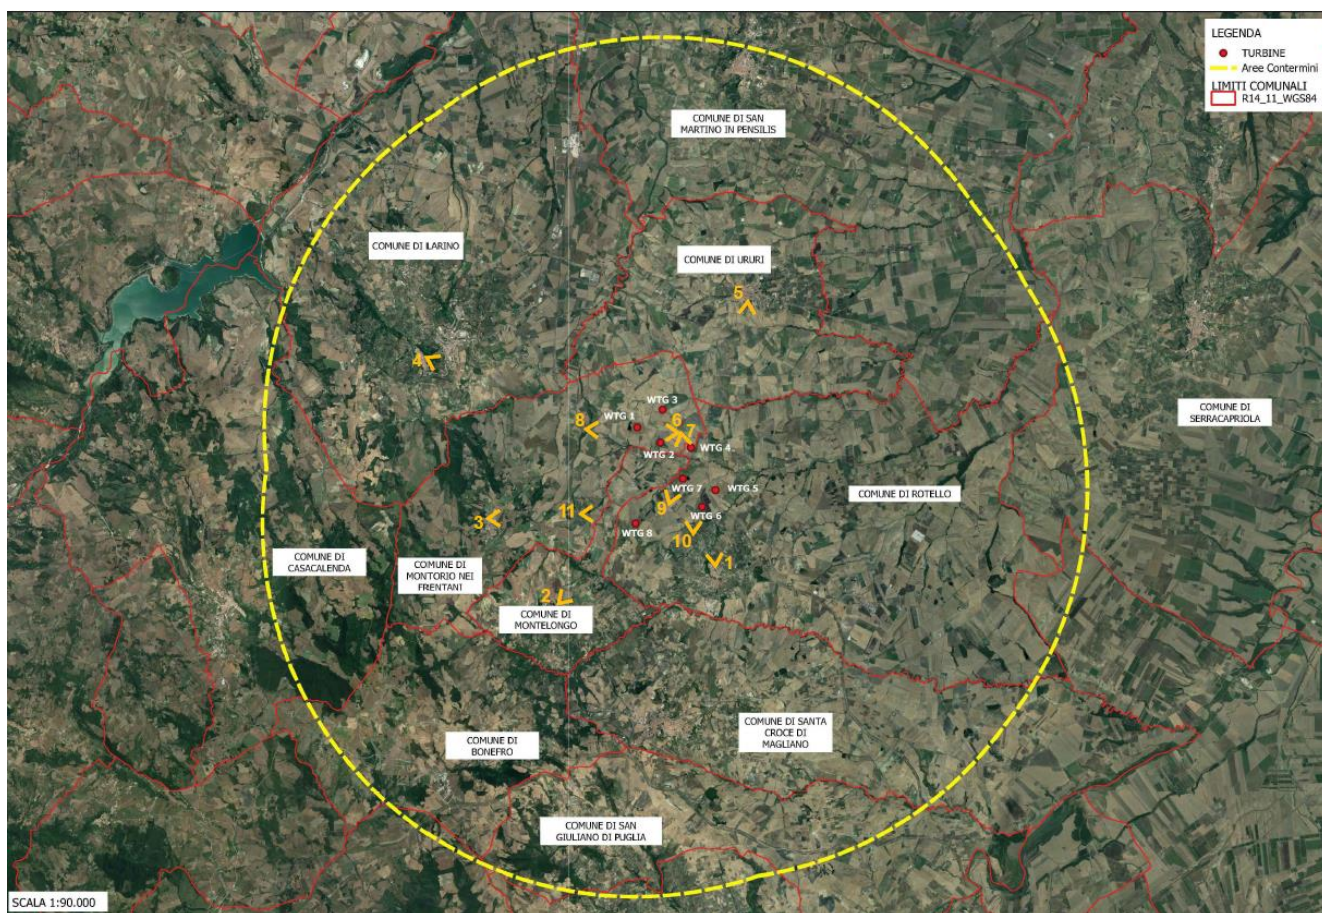 LEGENDA
TURBINE
Aree Contermini
LIMITI COMUNALI
R14_11_WGS84
COMUNE DI SAN
MARTINO IN PENSILIS
COMUNE DI ILARINO
COMUNE DI URURI
5
4
WTG 3
WTG 1
8
6
7
WTG 2
WTG 4
COMUNE DI
SERRACAPRIOLA
WTG 7
WTG 5
COMUNE DI ROTELLO
9
WTG 6
11
3
WTG 8
10
1
COMUNE DI
CASACALENDA
COMUNE DI
MONTORIO NEI
FRENTANI
2
COMUNE DI
MONTELONGO
COMUNE DI SANTA
CROCE DI
MAGLIANO
COMUNE DI
BONEFRO
COMUNE DI SAN
GIULIANO DI PUGLIA
SCALA 1:90.000